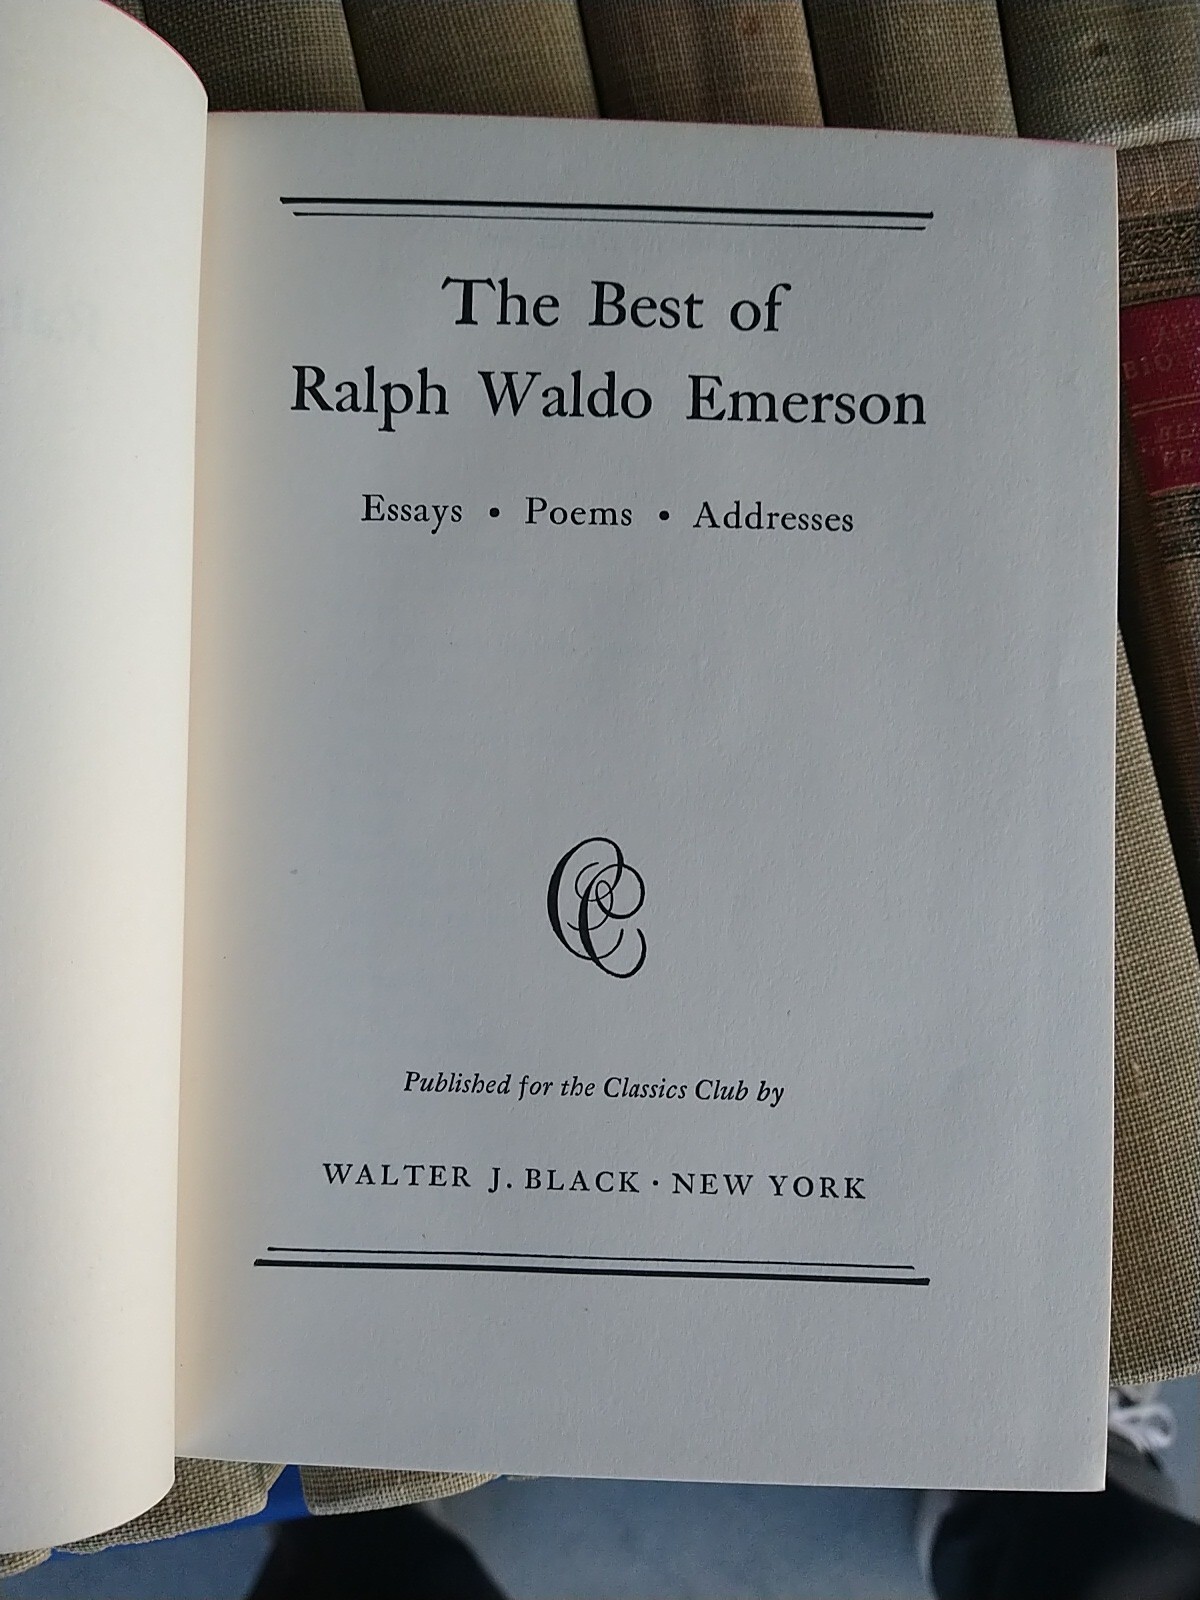 The Best of
Ralph Waldo Emerson
Essays • Poems • Addresses
CC
Published for the Classics Club by
WALTER J. BLACK · NEW YORK